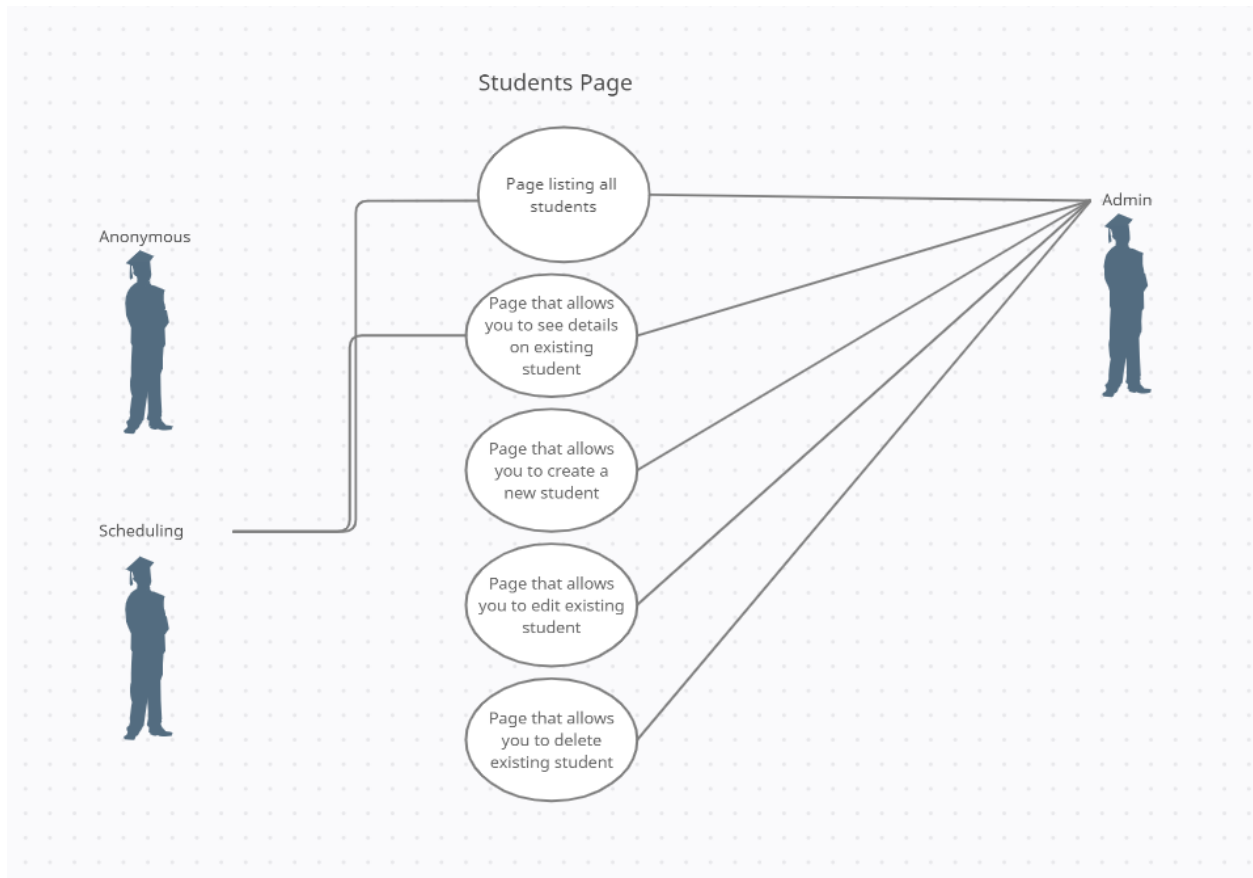 Students Page
Page listing all
students
Admin
Anonymous
Page that allows
you to see details
on existing
student
Page that allows
you to create a
new student
Scheduling
Page that allows
you to edit existing
student
Page that allows
you to delete
existing student